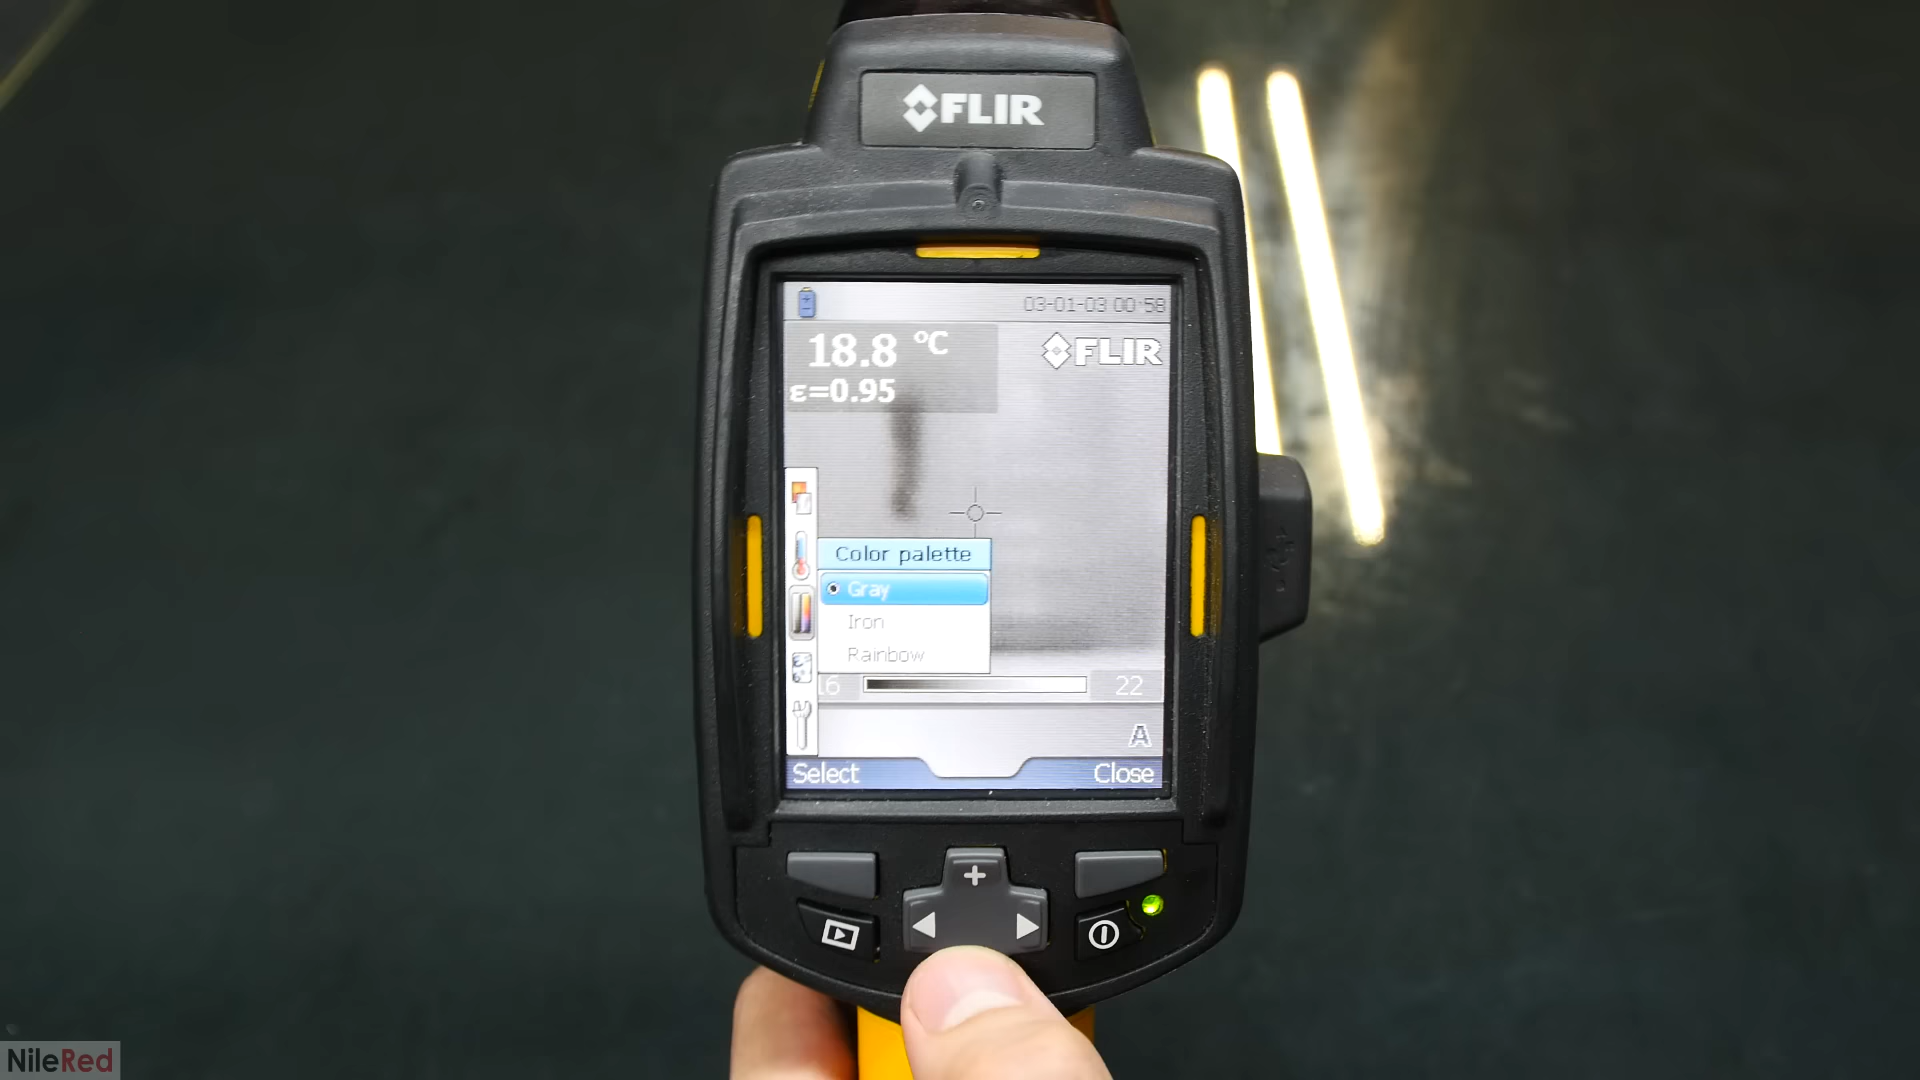 FLIR
03-01-03 00:58
18.8 °C
FLIR
ε=0.95
Color palette
Gray
Iron
Rainbow
16
22
A
Select
Close
NileRed